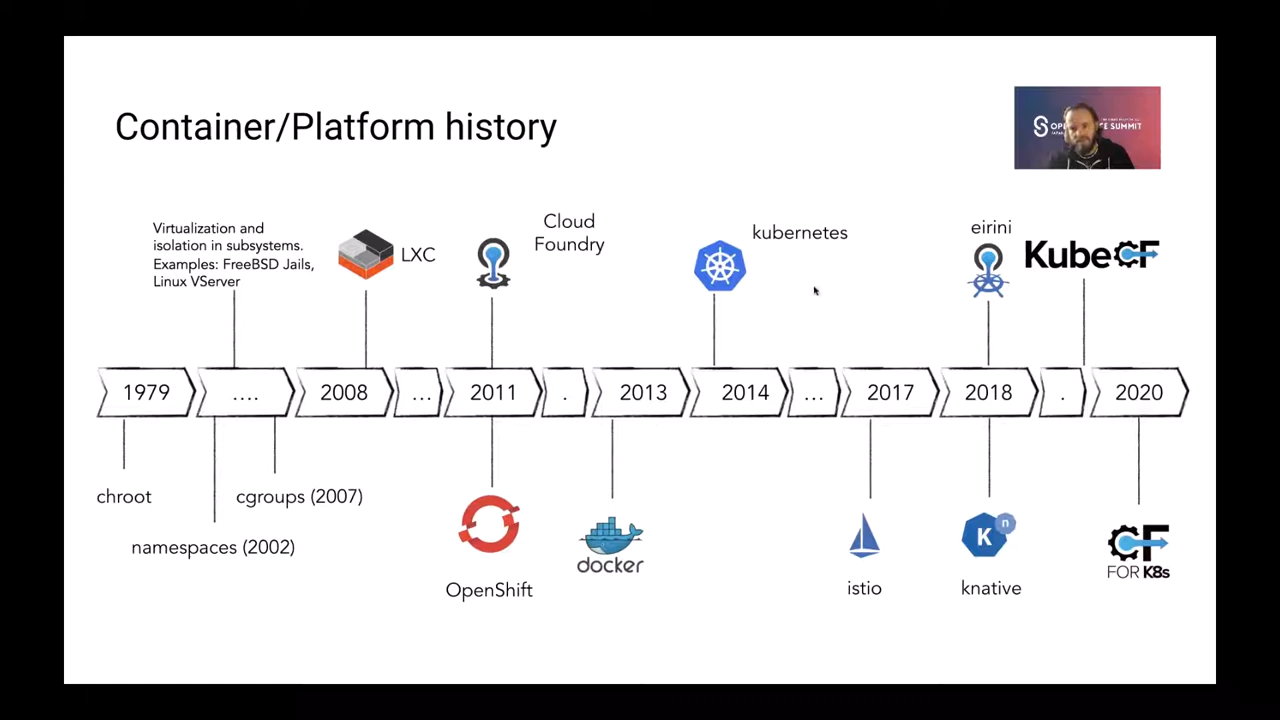 Container/Platform history
SUMMIT
Virtualization and
isolation in subsystems.
Examples: FreeBSD Jails,
Linux VServer
LXC
Cloud
Foundry
kubernetes
eirini
KubeCF
1979
....
2008
...
2011
.
2013
2014
...
2017
2018
.
2020
chroot
cgroups (2007)
namespaces (2002)
OpenShift
docker
istio
K
n
knative
CF
FOR K8s